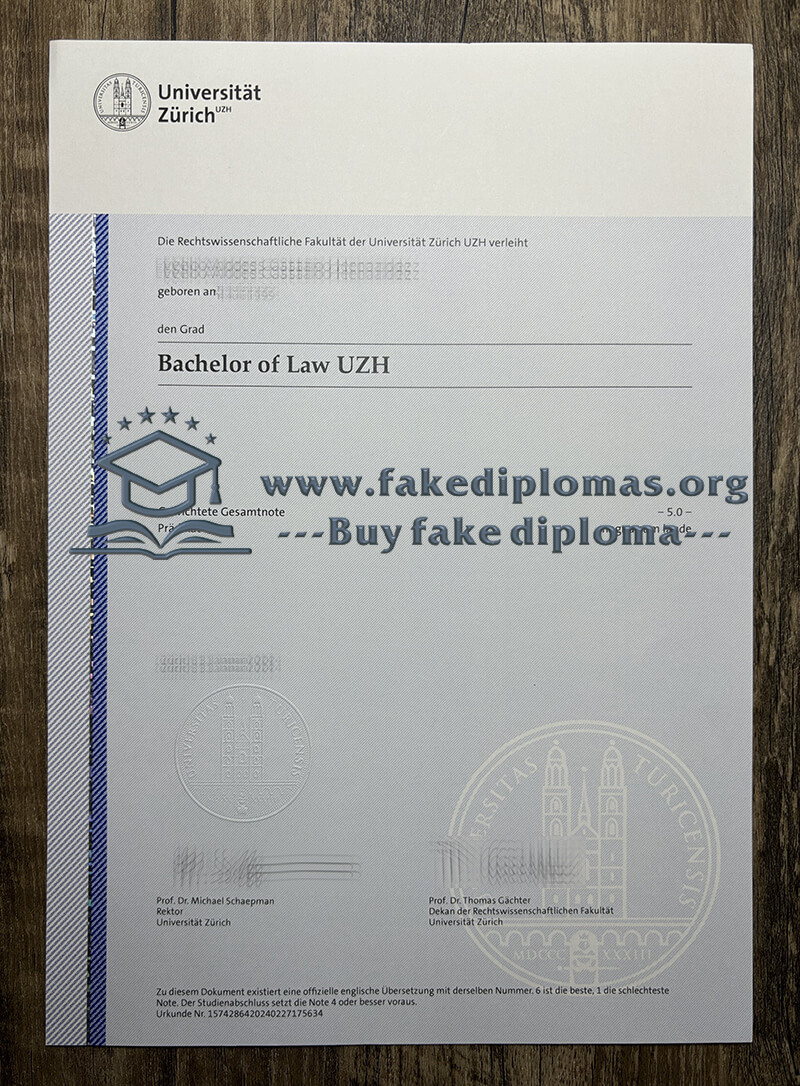 Universität
Zürich UZH
Die Rechtswissenschaftliche Fakultät der Universität Zürich UZH verleiht
geboren am
den Grad
Bachelor of Law UZH
www.fakediplomas.org
Gesamtnote – 5.0 –
---Buy fake diploma---
UNIVERSITAS TURICENSIS
TURICENSIS
MDCCC XXXIII
Prof. Dr. Michael Schaepman
Rektor
Universität Zürich
Prof. Dr. Thomas Gächter
Dekan der Rechtswissenschaftlichen Fakultät
Universität Zürich
Zu diesem Dokument existiert eine offizielle englische Übersetzung mit derselben Nummer. 6 ist die beste, 1 die schlechteste
Note. Der Studienabschluss setzt die Note 4 oder besser voraus.
Urkunde Nr. 1574286420240227175634